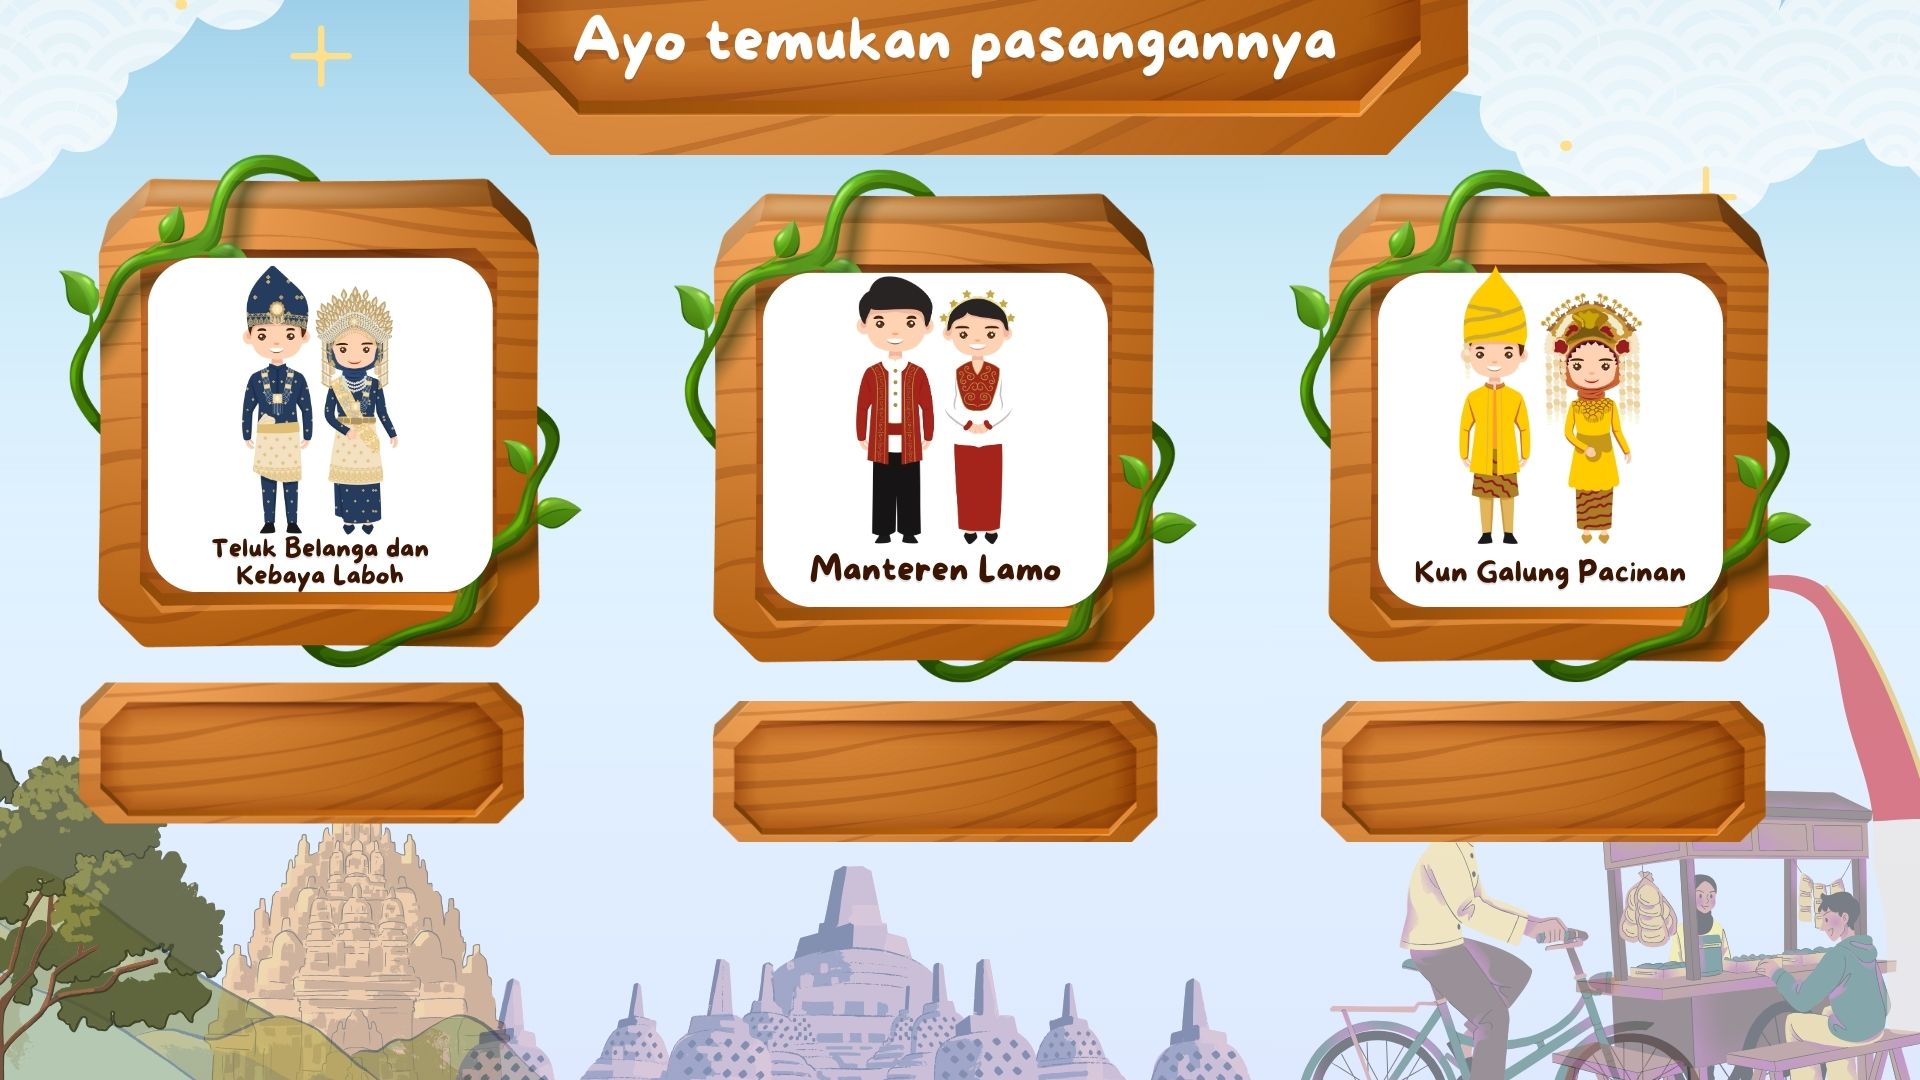 Ayo temukan pasangannya
Teluk Belanga dan
Kebaya Laboh
Manteren Lamo
Kun Galung Pacinan